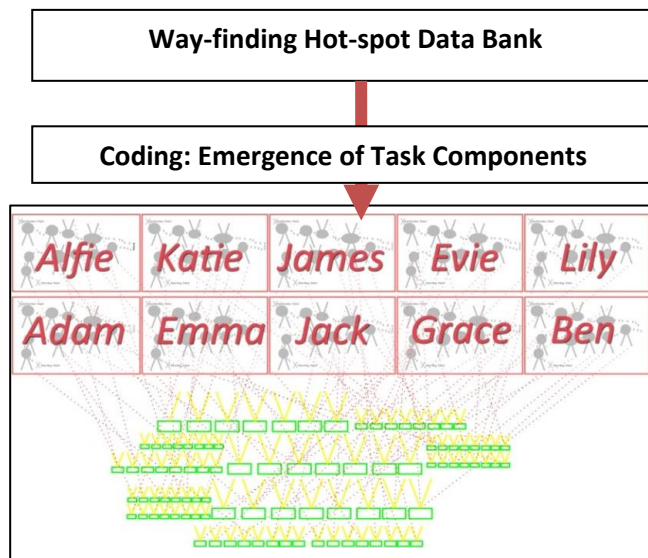 Way-finding Hot-spot Data Bank
Coding: Emergence of Task Components
Alfie Katie James Evie Lily
Adam Emma Jack Grace Ben